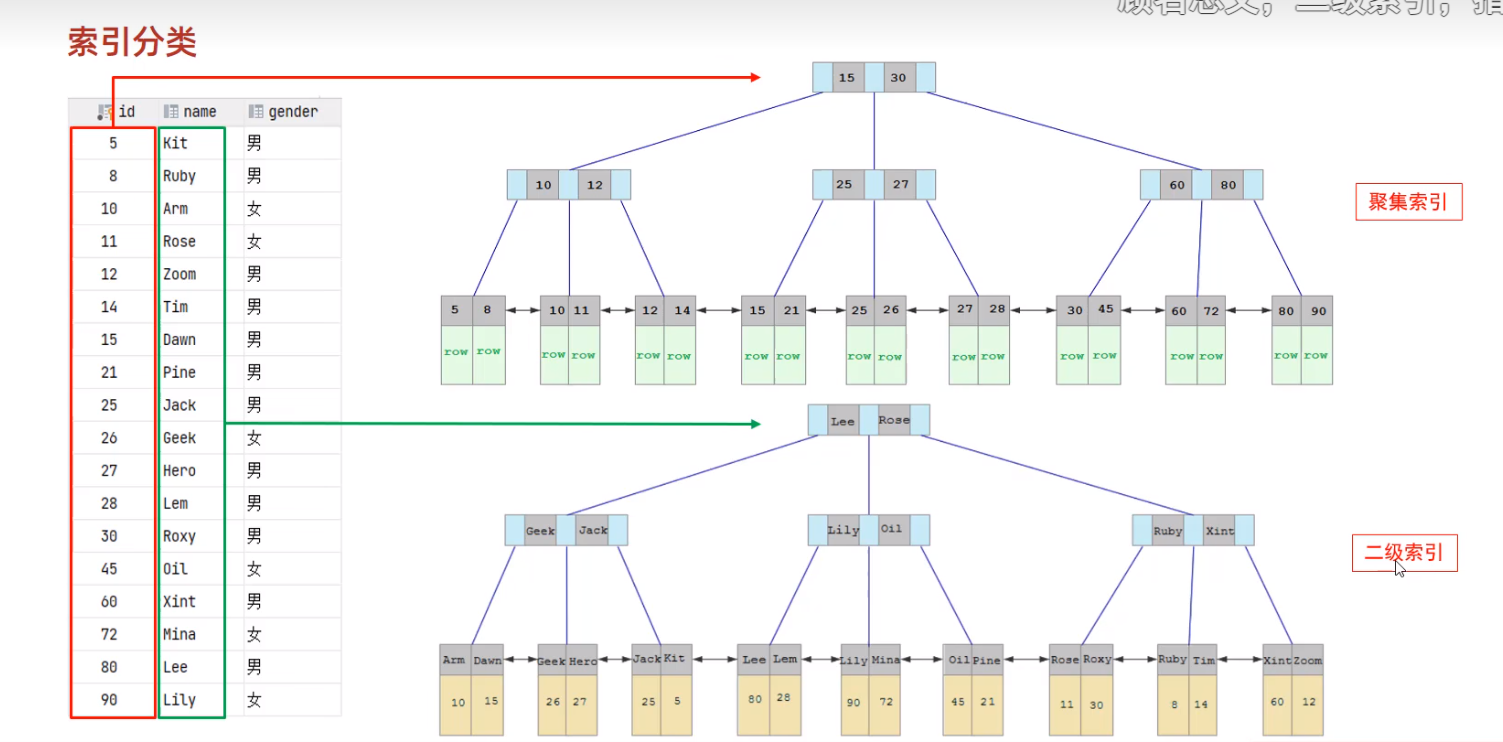 索引分类
id name gender
5 Kit 男
8 Ruby 男
10 Arm 女
11 Rose 女
12 Zoom 男
14 Tim 男
15 Dawn 男
21 Pine 男
25 Jack 男
26 Geek 女
27 Hero 男
28 Lem 男
30 Roxy 男
45 Oil 女
60 Xint 男
72 Mina 女
80 Lee 男
90 Lily 女
15 30
10 12 25 27 60 80
聚集索引
5 8 10 11 12 14 15 21 25 26 27 28 30 45 60 72 80 90
row row row row row row row row row row row row row row row row row row
Lee Rose
Geek Jack Lily Oil Ruby Xint
二级索引
Arm Dawn Geek Hero Jack Kit Lee Lem Lily Mina Oil Pine Rose Roxy Ruby Tim Xint Zoom
10 15 26 27 25 5 80 28 90 72 45 21 11 30 8 14 60 12